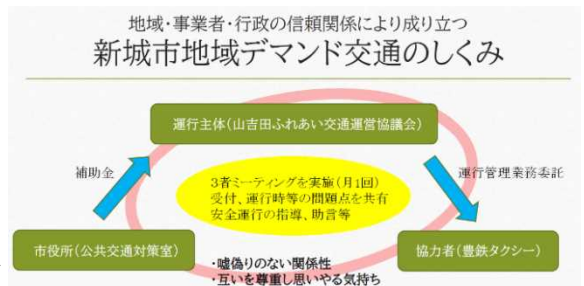 地域・事業者・行政の信頼関係により成り立つ
新城市地域デマンド交通のしくみ
運行主体(山吉田ふれあい交通運営協議会)
補助金
運行管理業務委託
3者ミーティングを実施(月1回)
受付、運行時等の問題点を共有
安全運行の指導、助言等
市役所(公共交通対策室)
協力者(豊鉄タクシー)
・嘘偽りのない関係性
・互いを尊重し思いやる気持ち